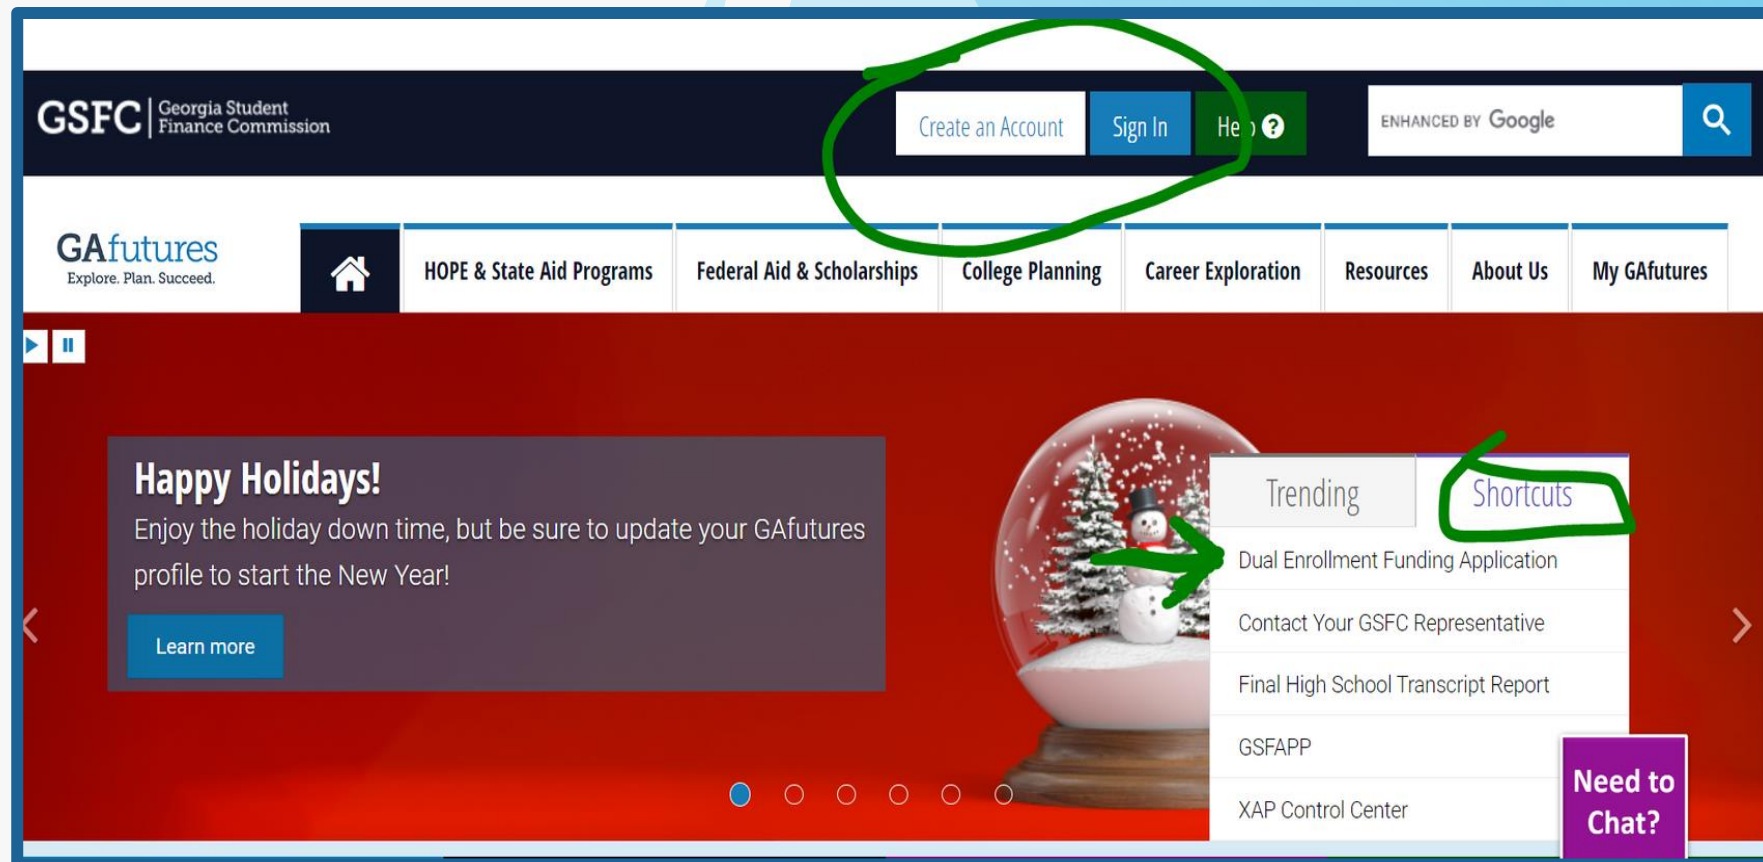 GSFC Georgia Student
Finance Commission
Create an Account
Sign In
Help ?
ENHANCED BY Google
GAfutures
Explore. Plan. Succeed.
HOPE & State Aid Programs
Federal Aid & Scholarships
College Planning
Career Exploration
Resources
About Us
My GAfutures
Happy Holidays!
Enjoy the holiday down time, but be sure to update your GAfutures
profile to start the New Year!
Learn more
Trending
Shortcuts
Dual Enrollment Funding Application
Contact Your GSFC Representative
Final High School Transcript Report
GSFAPP
XAP Control Center
Need to
Chat?